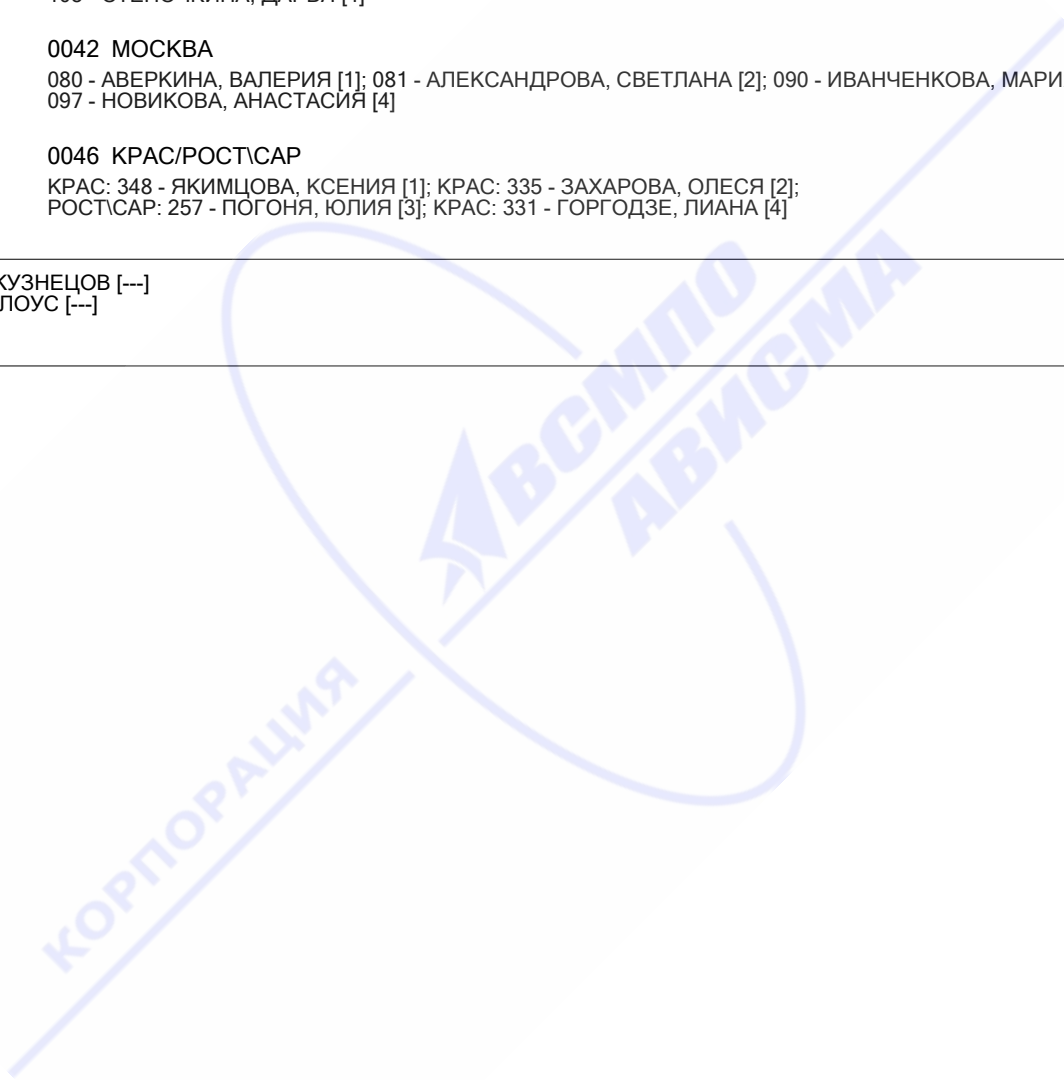 0042 МОСКВА
080 - АВЕРКИНА, ВАЛЕРИЯ [1]; 081 - АЛЕКСАНДРОВА, СВЕТЛАНА [2]; 090 - ИВАНЧЕНКОВА, МАРИ
097 - НОВИКОВА, АНАСТАСИЯ [4]
0046 КРАС/РОСТ\САР
КРАС: 348 - ЯКИМЦОВА, КСЕНИЯ [1]; КРАС: 335 - ЗАХАРОВА, ОЛЕСЯ [2];
РОСТ\САР: 257 - ПОГОНЯ, ЮЛИЯ [3]; КРАС: 331 - ГОРГОДЗЕ, ЛИАНА [4]
КУЗНЕЦОВ [---]
ЛОУС [---]
ВСМПО
АВИСМА
КОРПОРАЦИЯ